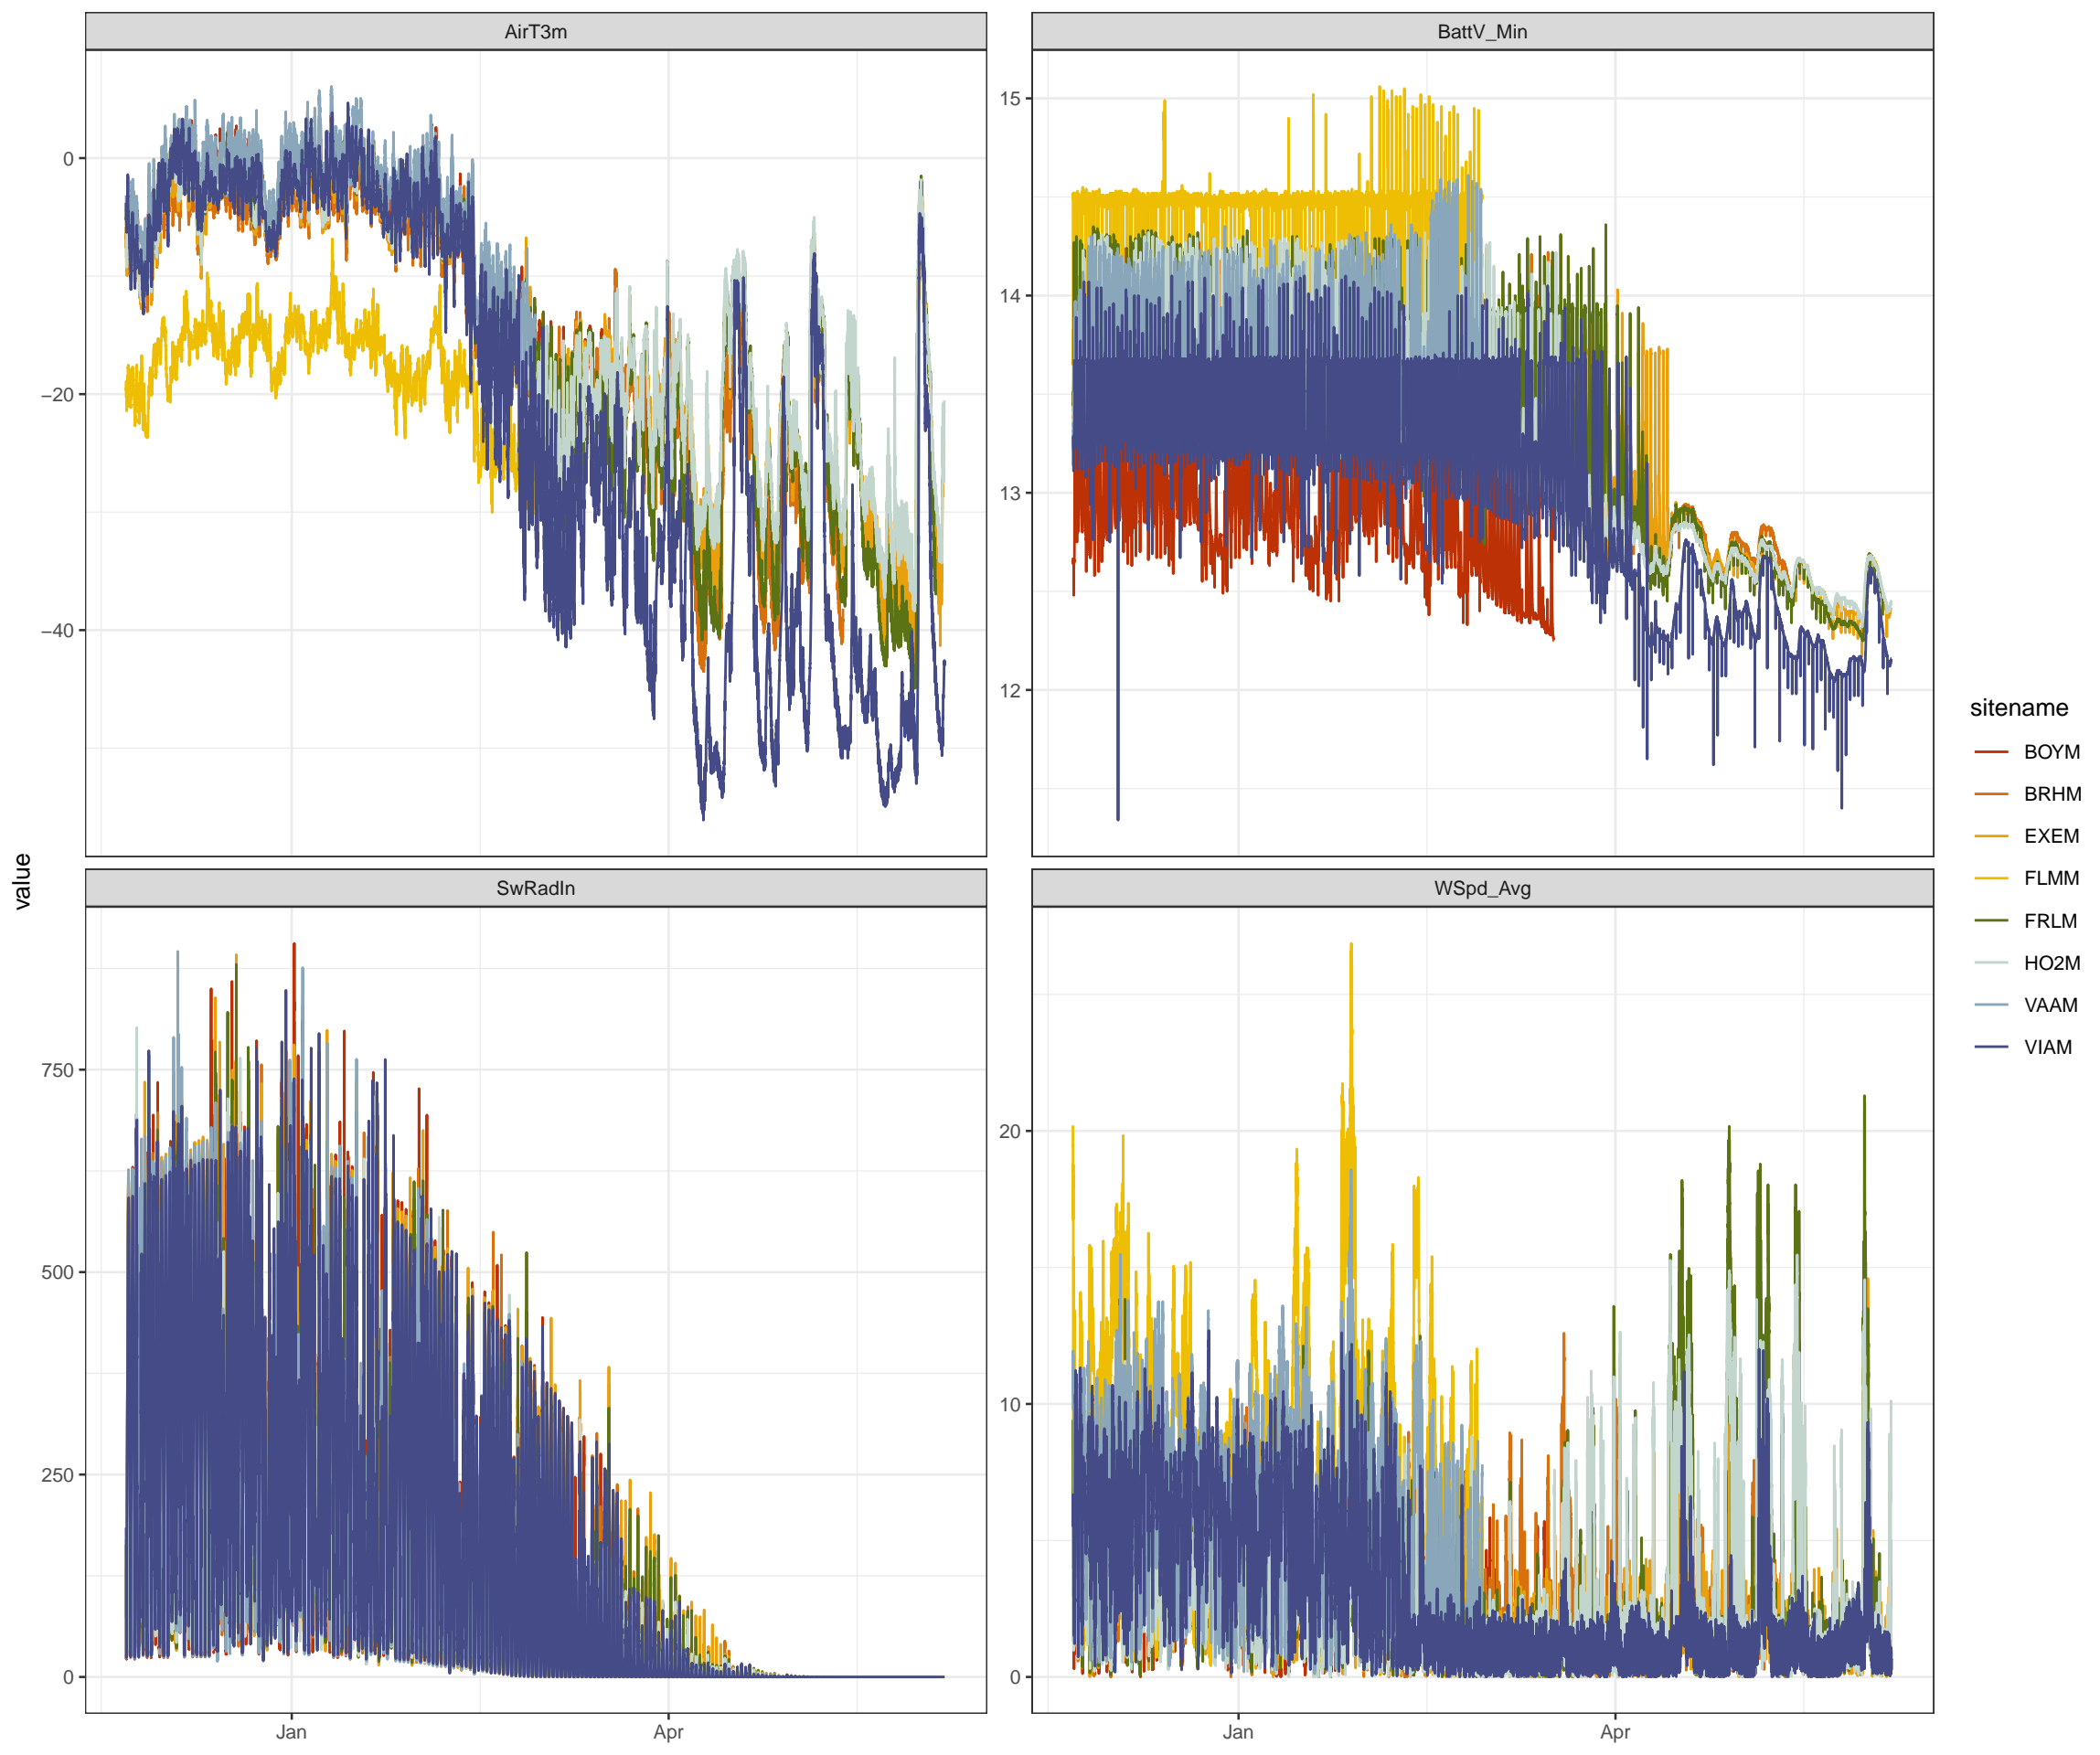 AirT3m
BattV_Min
0
−20
−40
15
14
13
12
SwRadIn
WSpd_Avg
750
500
250
0
20
10
0
Jan
Apr
Jan
Apr
value
sitename
BOYM
BRHM
EXEM
FLMM
FRLM
HO2M
VAAM
VIAM